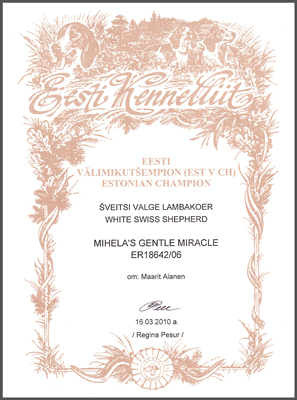 Eesti Kennelliit
EESTI
VÄLIMIKUTŠEMPION (EST V CH)
ESTONIAN CHAMPION
ŠVEITSI VALGE LAMBAKOER
WHITE SWISS SHEPHERD
MIHELA'S GENTLE MIRACLE
ER18642/06
om: Maarit Alanen
16.03.2010 a.
/ Regina Pesur /